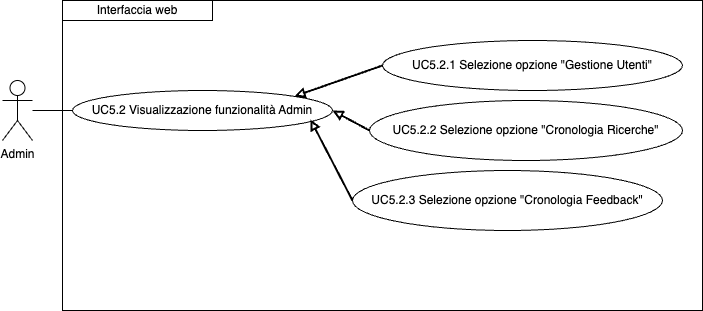 Interfaccia web
UC5.2.1 Selezione opzione "Gestione Utenti"
UC5.2 Visualizzazione funzionalità Admin
UC5.2.2 Selezione opzione "Cronologia Ricerche"
Admin
UC5.2.3 Selezione opzione "Cronologia Feedback"